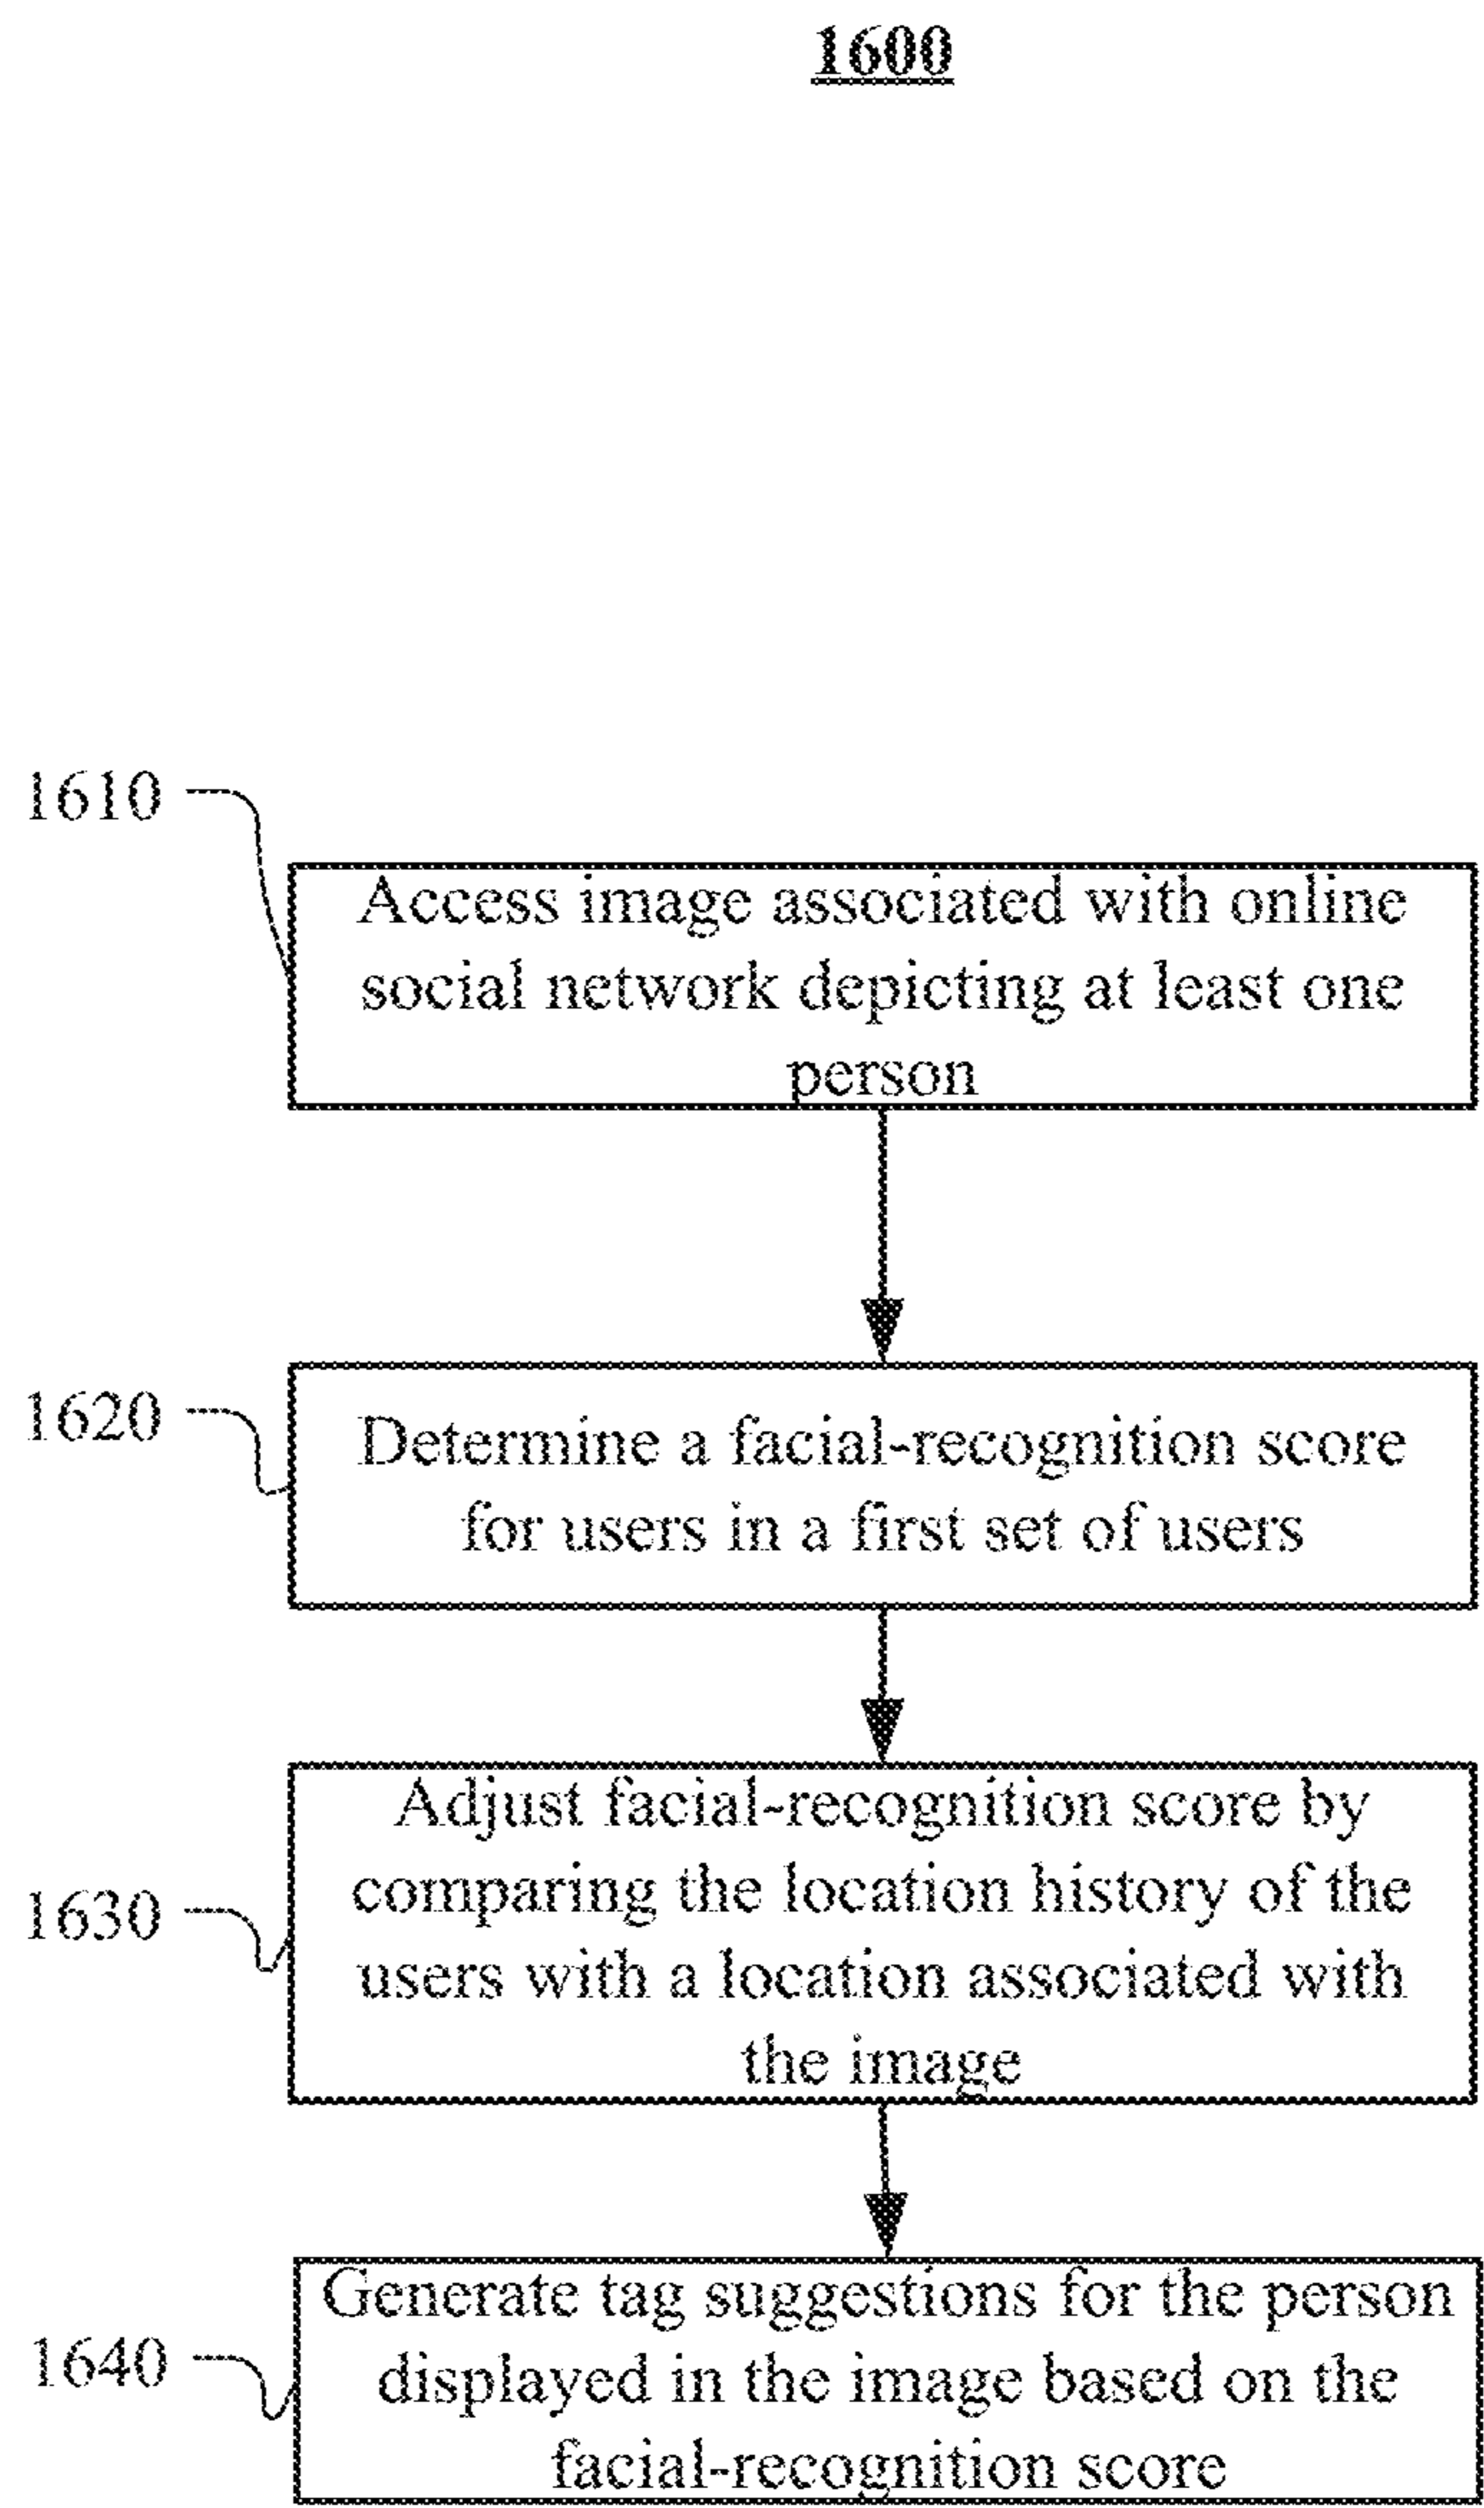 1600
1610
Access image associated with online
social network depicting at least one
person
1620
Determine a facial-recognition score
for users in a first set of users
1630
Adjust facial-recognition score by
comparing the location history of the
users with a location associated with
the image
1640
Generate tag suggestions for the person
displayed in the image based on the
facial-recognition score